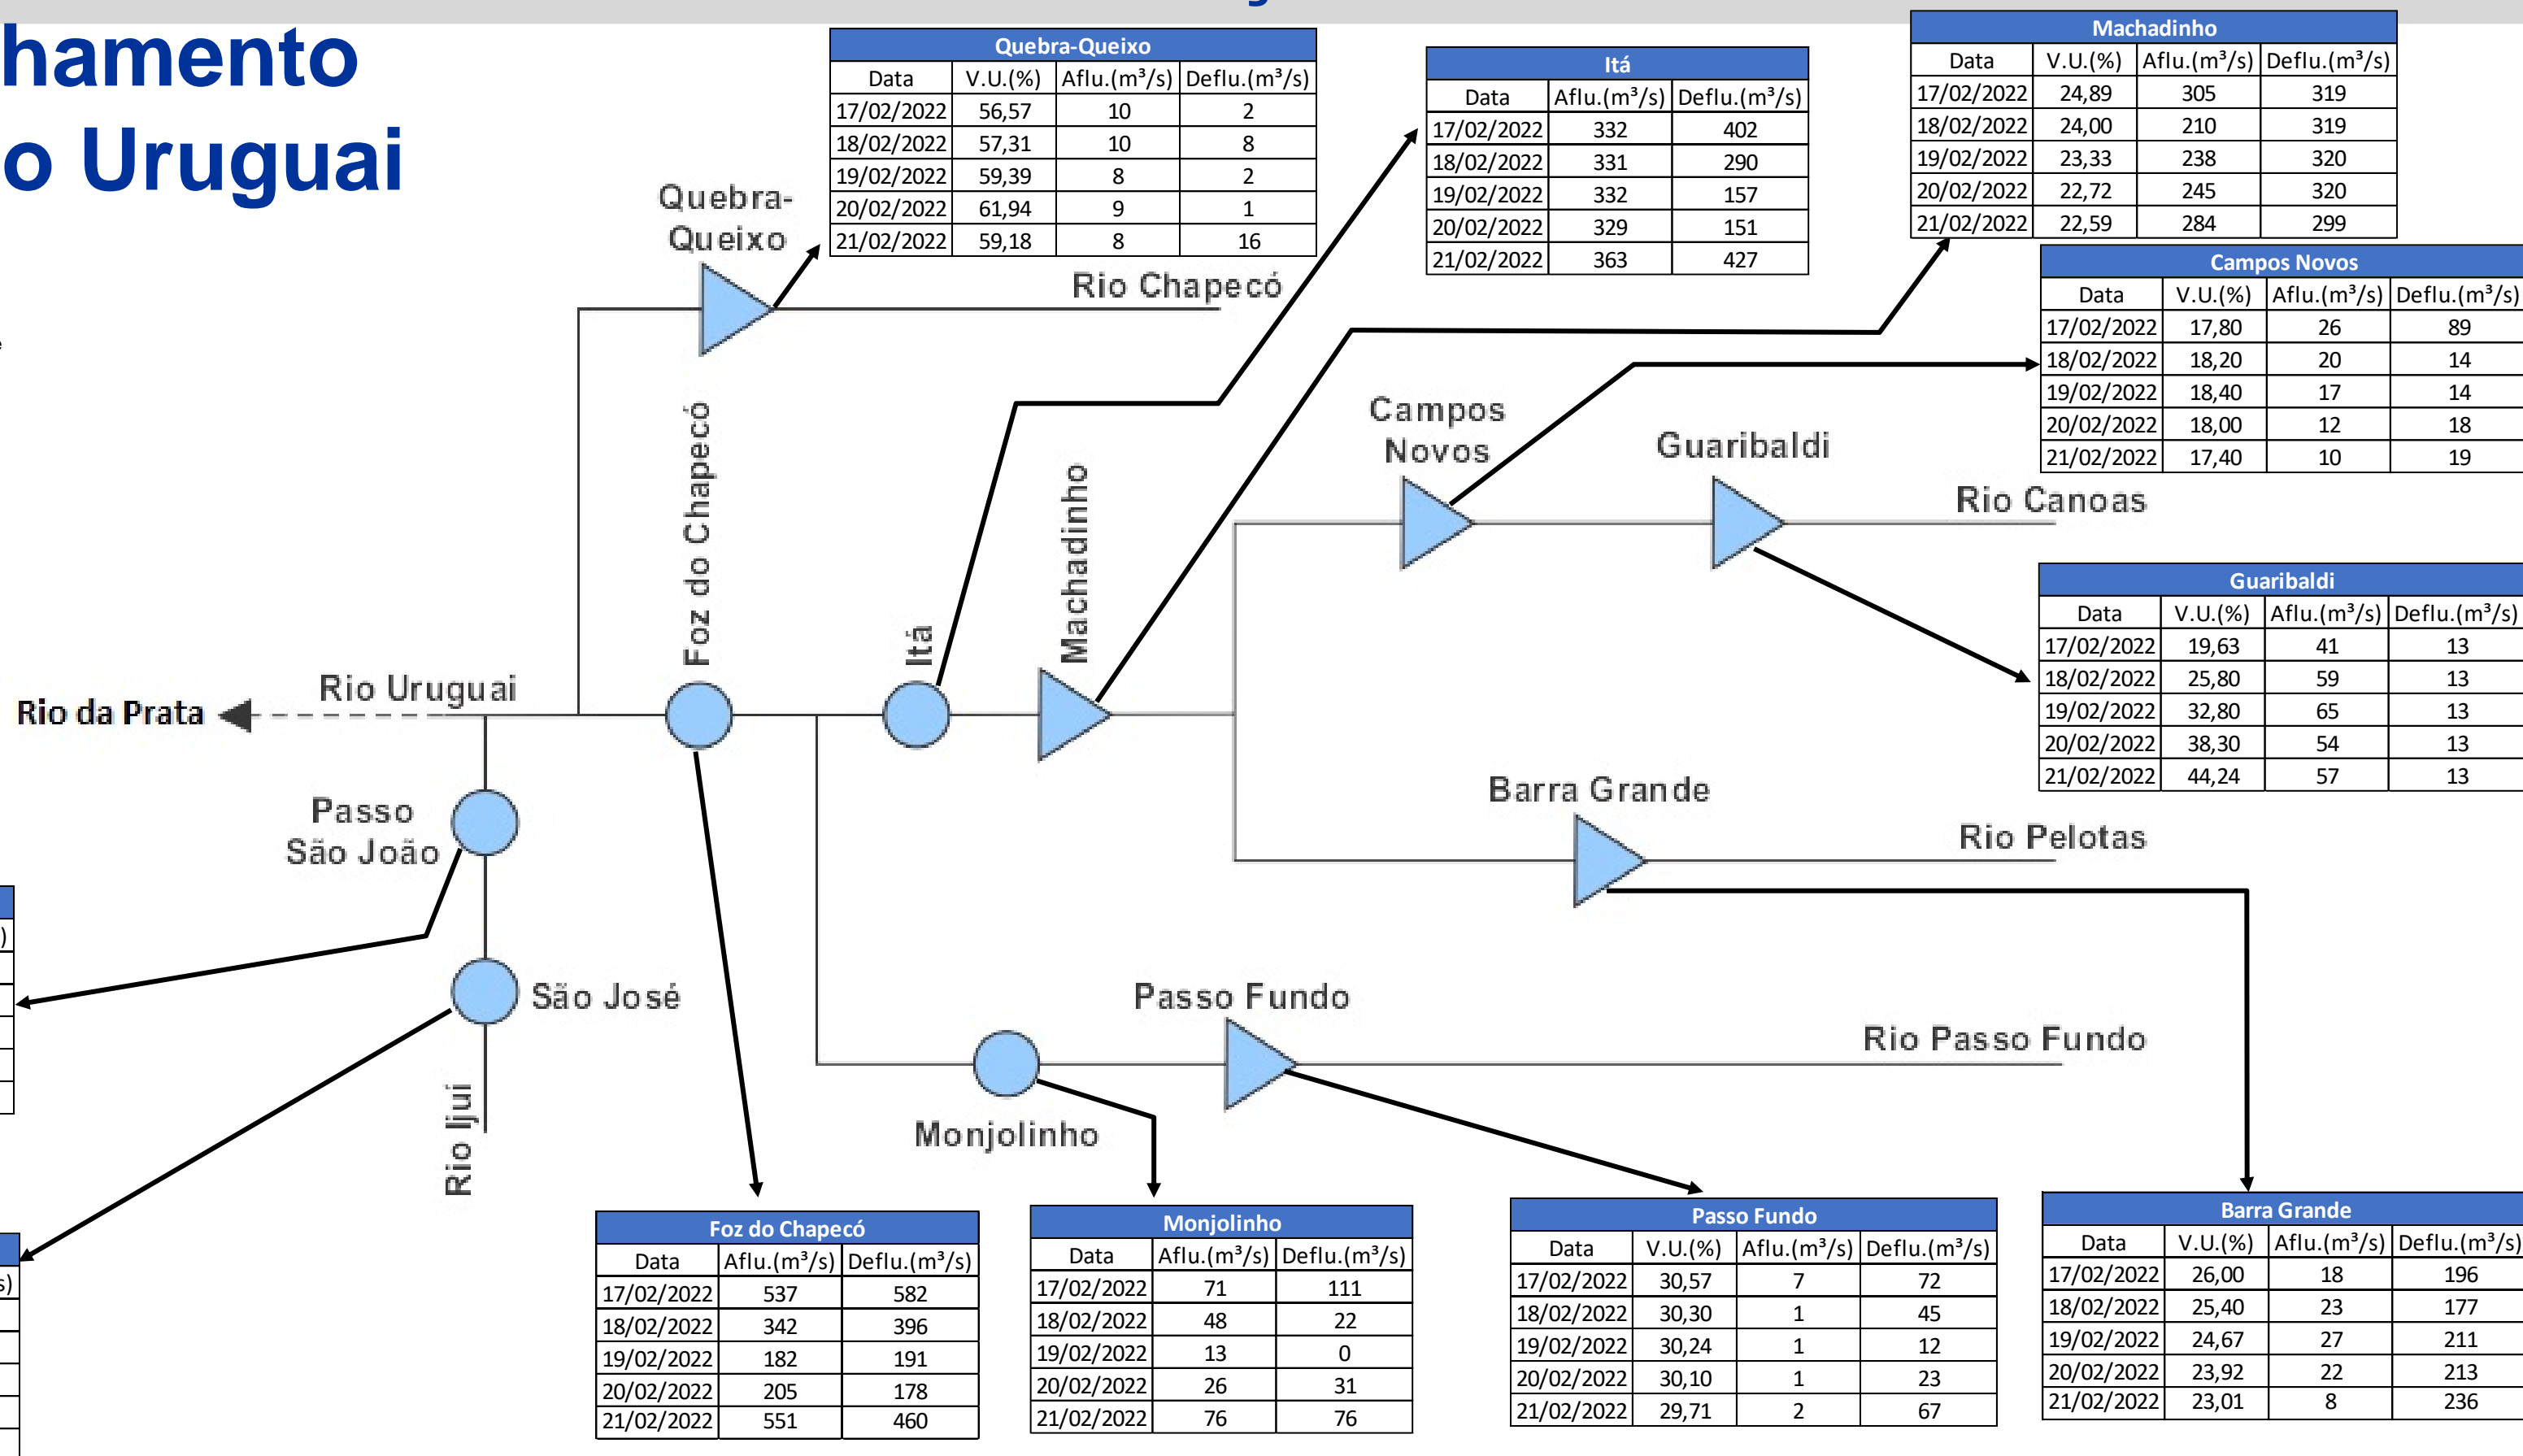 hamento
o Uruguai
Quebra-Queixo
Data V.U.(%) Aflu.(m³/s) Deflu.(m³/s)
17/02/2022 56,57 10 2
18/02/2022 57,31 10 8
19/02/2022 59,39 8 2
20/02/2022 61,94 9 1
21/02/2022 59,18 8 16
Itá
Data Aflu.(m³/s) Deflu.(m³/s)
17/02/2022 332 402
18/02/2022 331 290
19/02/2022 332 157
20/02/2022 329 151
21/02/2022 363 427
Machadinho
Data V.U.(%) Aflu.(m³/s) Deflu.(m³/s)
17/02/2022 24,89 305 319
18/02/2022 24,00 210 319
19/02/2022 23,33 238 320
20/02/2022 22,72 245 320
21/02/2022 22,59 284 299
Campos Novos
Data V.U.(%) Aflu.(m³/s) Deflu.(m³/s)
17/02/2022 17,80 26 89
18/02/2022 18,20 20 14
19/02/2022 18,40 17 14
20/02/2022 18,00 12 18
21/02/2022 17,40 10 19
Quebra-
Queixo
Rio Chapecó
Foz do Chapecó
Itá
Machadinho
Campos
Novos
Guaribaldi
Rio Canoas
Guaribaldi
Data V.U.(%) Aflu.(m³/s) Deflu.(m³/s)
17/02/2022 19,63 41 13
18/02/2022 25,80 59 13
19/02/2022 32,80 65 13
20/02/2022 38,30 54 13
21/02/2022 44,24 57 13
Rio da Prata
Rio Uruguai
Passo
São João
Barra Grande
Rio Pelotas
)
São José
Passo Fundo
Rio Passo Fundo
Rio Ijui
Monjolinho
s)
Foz do Chapecó
Data Aflu.(m³/s) Deflu.(m³/s)
17/02/2022 537 582
18/02/2022 342 396
19/02/2022 182 191
20/02/2022 205 178
21/02/2022 551 460
Monjolinho
Data Aflu.(m³/s) Deflu.(m³/s)
17/02/2022 71 111
18/02/2022 48 22
19/02/2022 13 0
20/02/2022 26 31
21/02/2022 76 76
Passo Fundo
Data V.U.(%) Aflu.(m³/s) Deflu.(m³/s)
17/02/2022 30,57 7 72
18/02/2022 30,30 1 45
19/02/2022 30,24 1 12
20/02/2022 30,10 1 23
21/02/2022 29,71 2 67
Barra Grande
Data V.U.(%) Aflu.(m³/s) Deflu.(m³/s)
17/02/2022 26,00 18 196
18/02/2022 25,40 23 177
19/02/2022 24,67 27 211
20/02/2022 23,92 22 213
21/02/2022 23,01 8 236